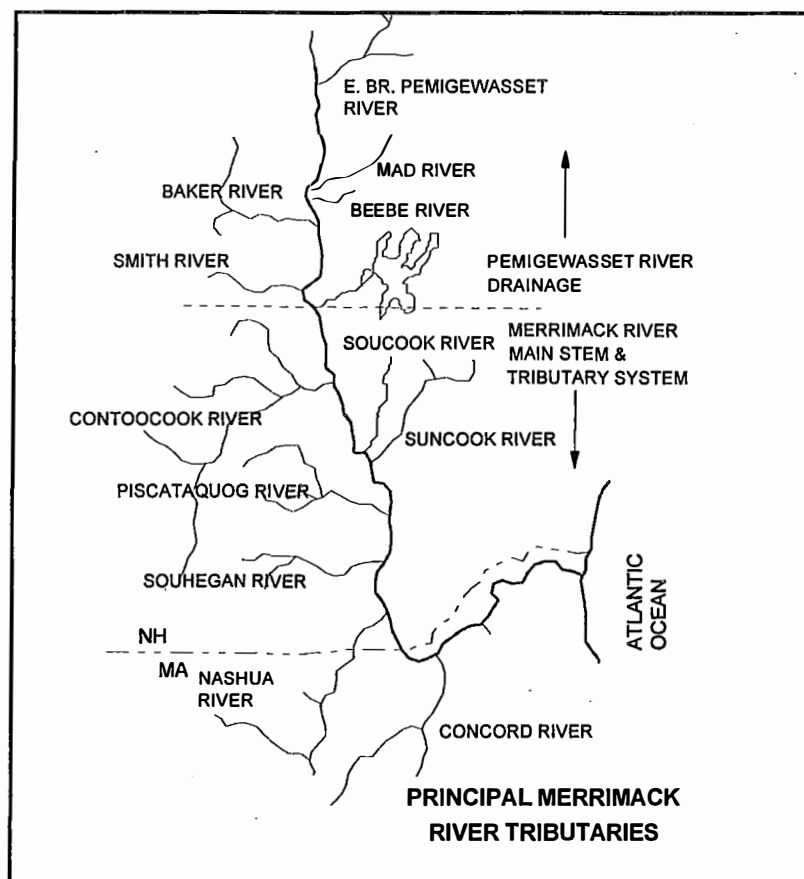 E. BR. PEMIGEWASSET
RIVER
MAD RIVER
BAKER RIVER
BEEBE RIVER
SMITH RIVER
PEMIGEWASSET RIVER
DRAINAGE
MERRIMACK RIVER
MAIN STEM &
TRIBUTARY SYSTEM
SOUCOOK RIVER
CONTOOCOOK RIVER
SUNCOOK RIVER
PISCATAQUOG RIVER
SOUHEGAN RIVER
ATLANTIC
OCEAN
NH
MA
NASHUA
RIVER
CONCORD RIVER
PRINCIPAL MERRIMACK
RIVER TRIBUTARIES